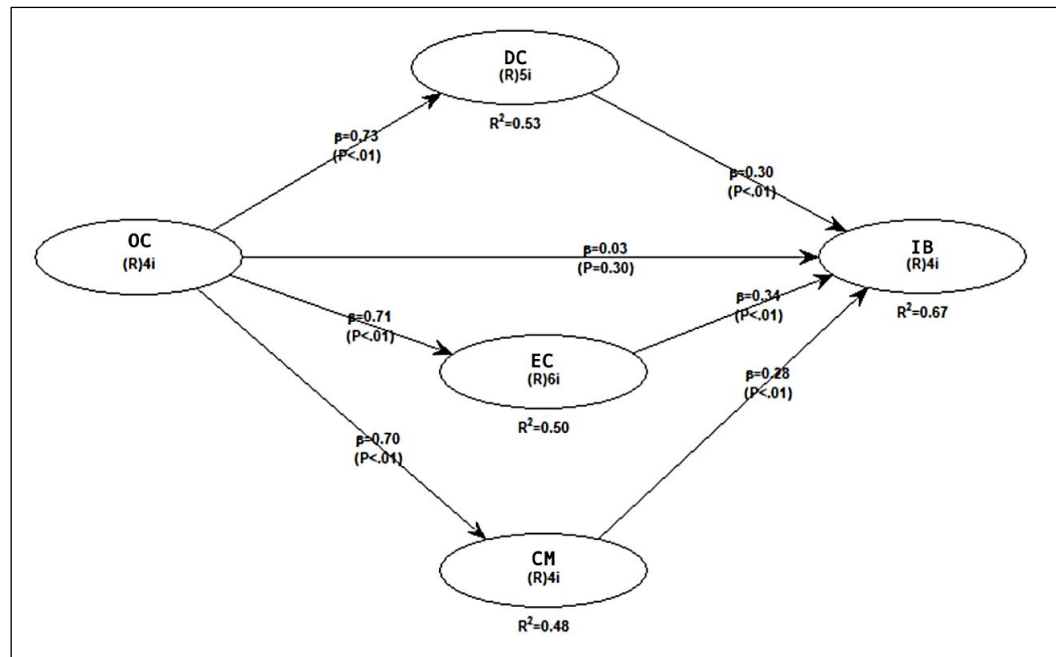 DC
(R)5i
R²=0.53
β=0.73
(P<.01)
β=0.30
(P<.01)
OC
(R)4i
β=0.03
(P=0.30)
IB
(R)4i
R²=0.67
β=0.71
(P<.01)
β=0.34
(P<.01)
EC
(R)6i
R²=0.50
β=0.28
(P<.01)
β=0.70
(P<.01)
CM
(R)4i
R²=0.48